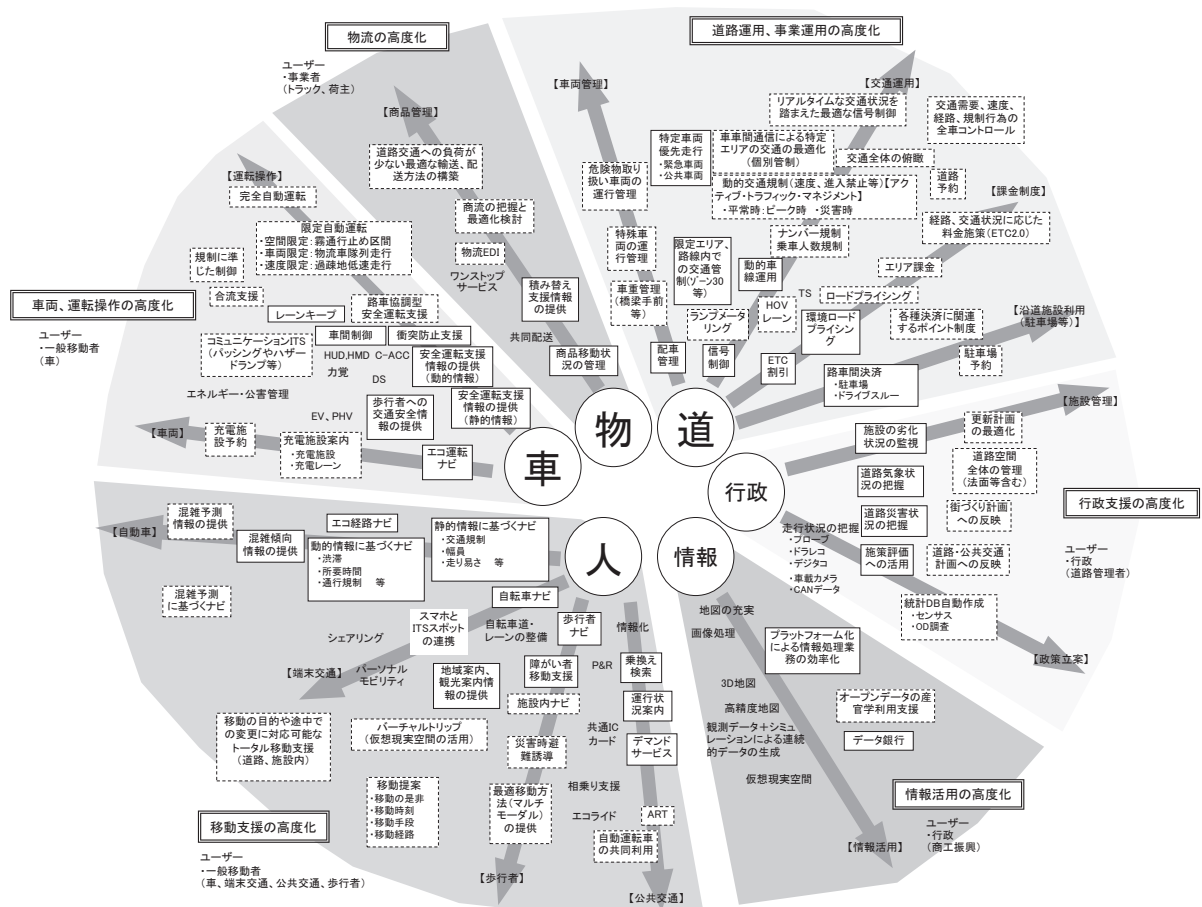 物流の高度化
ユーザー
・事業者
(トラック、荷主)
【商品管理】
道路交通への負荷が
少ない最適な輸送、配
送方法の構築
商流の把握と
最適化検討
物流EDI
ワンストップ
サービス
積み替え
支援情報
の提供
共同配送
商品移動状
況の管理
物
道路運用、事業運用の高度化
【車両管理】
危険物取り
扱い車両の
運行管理
特殊車
両の運
行管理
車重管理
(橋梁手前
等)
配車
管理
【交通運用】
リアルタイムな交通状況を
踏まえた最適な信号制御
交通需要、速度、
経路、規制行為の
全車コントロール
特定車両
優先走行
・緊急車両
・公共車両
車車間通信による特定
エリアの交通の最適化
(個別管制)
交通全体の俯瞰
道路
予約
動的交通規制(速度、進入禁止等)【アク
ティブ・トラフィック・マネジメント】
・平常時:ピーク時 ・災害時
ナンバー規制
乗車人数規制
限定エリア、
路線内で
の交通管
制(ゾーン30
等)
動的車
線運用
HOV
レーン
ランプメータ
リング
信号
制御
【課金制度】
経路、交通状況に応じた
料金施策(ETC2.0)
エリア課金
TS
ロードプライシング
環境ロード
プライシン
グ
ETC
割引
【沿道施設利用
(駐車場等)】
各種決済に関連
するポイント制度
駐車場
予約
路車間決済
・駐車場
・ドライブスルー
道
車両、運転操作の高度化
ユーザー
・一般移動者
(車)
【運転操作】
完全自動運転
限定自動運転
・空間限定:霧通行止め区間
・車両限定:物流車隊列走行
・速度限定:過疎地低速走行
規制に準
じた制御
合流支援
路車協調型
安全運転支援
レーンキープ
車間制御
衝突防止支援
コミュニケーションITS
(パッシングやハザー
ドランプ等)
HUD,HMD
C-ACC
力覚
DS
安全運転支援
情報の提供
(動的情報)
安全運転支援
情報の提供
(静的情報)
エネルギー・公害管理
歩行者への
交通安全情
報の提供
EV、PHV
【車両】
充電施
設予約
充電施設案内
・充電施設
・充電レーン
エコ運転
ナビ
車
行政支援の高度化
ユーザー
・行政
(道路管理者)
【施設管理】
施設の劣化
状況の監視
更新計画
の最適化
道路空間
全体の管理
(法面等含む)
道路気象状
況の把握
道路災害状
況の把握
街づくり計画
への反映
走行状況の把握
・プローブ
・ドラレコ
・デジタコ
・車載カメラ
・CANデータ
施策評価
への活用
道路・公共交通
計画への反映
統計DB自動作成
・センサス
・OD調査
【政策立案】
行政
移動支援の高度化
ユーザー
・一般移動者
(車、端末交通、公共交通、歩行者)
【自動車】
混雑予測
情報の提供
混雑傾向
情報の提供
エコ経路ナビ
動的情報に基づくナビ
・渋滞
・所要時間
・通行規制 等
静的情報に基づくナビ
・交通規制
・幅員
・走り易さ 等
混雑予測
に基づくナビ
【端末交通】
シェアリング
スマホと
ITSスポット
の連携
自転車ナビ
自転車道・
レーンの整備
パーソナル
モビリティ
地域案内、
観光案内情
報の提供
移動の目的や途中で
の変更に対応可能な
トータル移動支援
(道路、施設内)
バーチャルトリップ
(仮想現実空間の活用)
移動提案
・移動の是非
・移動時刻
・移動手段
・移動経路
歩行者
ナビ
障がい者
移動支援
施設内ナビ
災害時避
難誘導
最適移動方
法(マルチ
モーダル)
の提供
【歩行者】
情報化
P&R
乗換え
検索
運行状
況案内
共通IC
カード
デマンド
サービス
相乗り支援
エコライド
ART
自動運転車
の共同利用
【公共交通】
人
情報
地図の充実
画像処理
プラットフォーム化
による情報処理業
務の効率化
3D地図
高精度地図
オープンデータの産
官学利用支援
観測データ+シミュ
レーションによる連続
的データの生成
データ銀行
仮想現実空間
【情報活用】
情報活用の高度化
ユーザー
・行政
(商工振興)